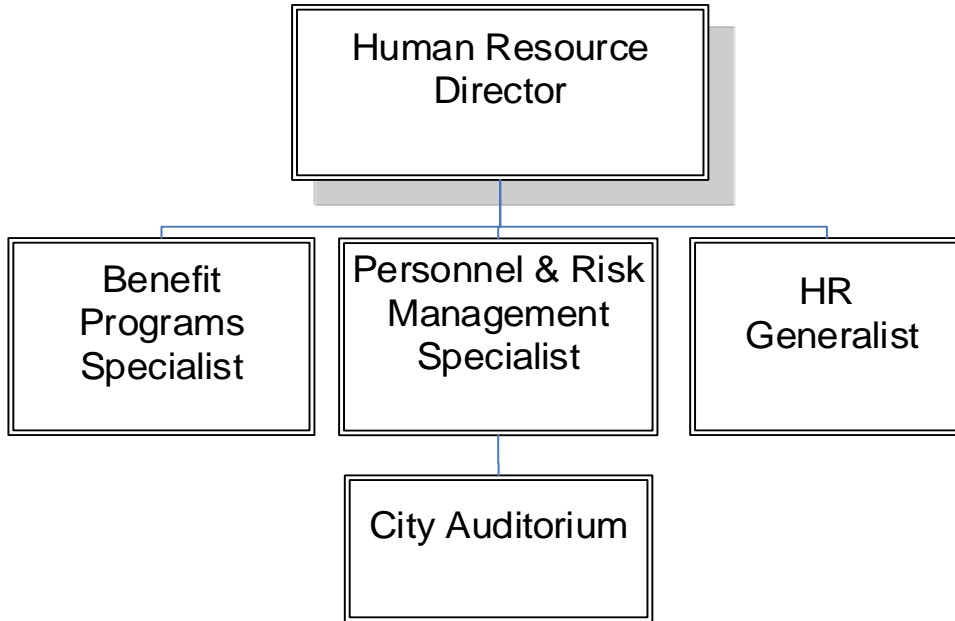 Human Resource
Director
Benefit
Programs
Specialist
Personnel & Risk
Management
Specialist
HR
Generalist
City Auditorium